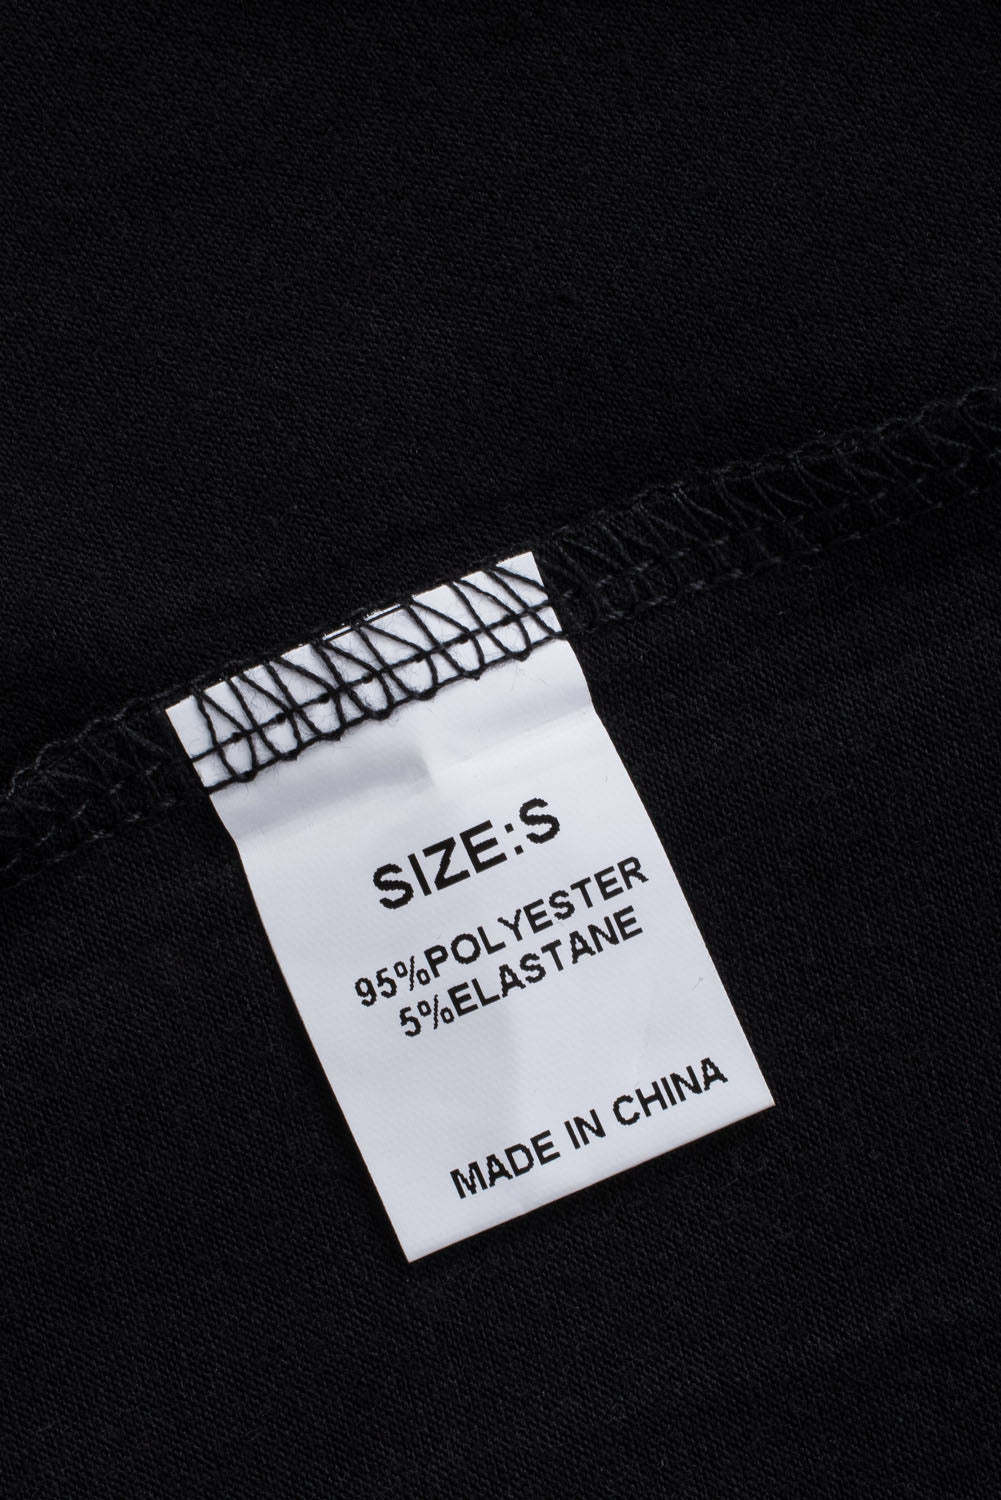 SIZE:S
95%POLYESTER
5%ELASTANE
MADE IN CHINA